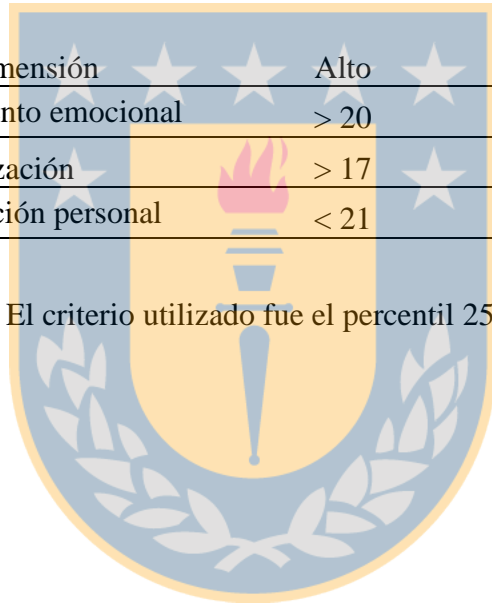 mensión Alto
nto emocional > 20
zación > 17
ción personal < 21
El criterio utilizado fue el percentil 25